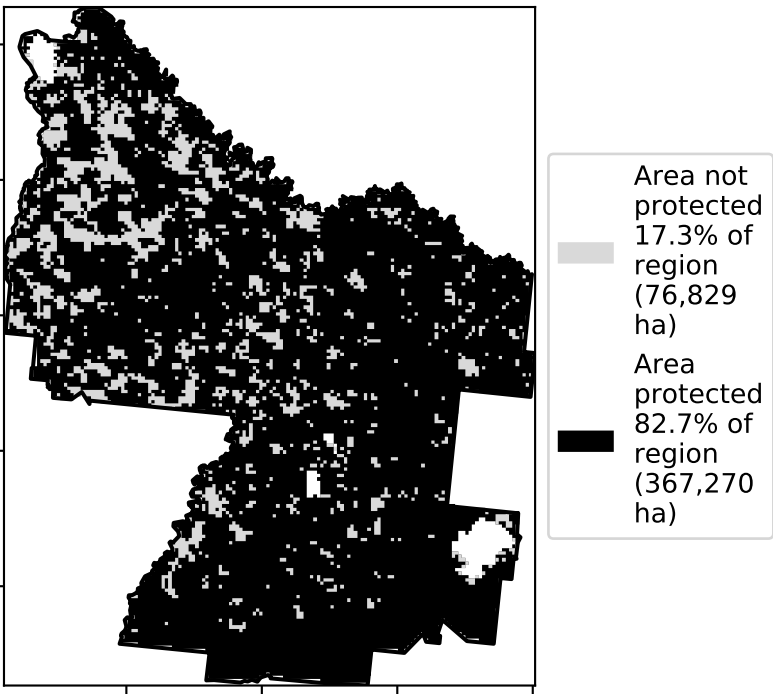 Area not
protected
17.3% of
region
(76,829
ha)
Area
protected
82.7% of
region
(367,270
ha)